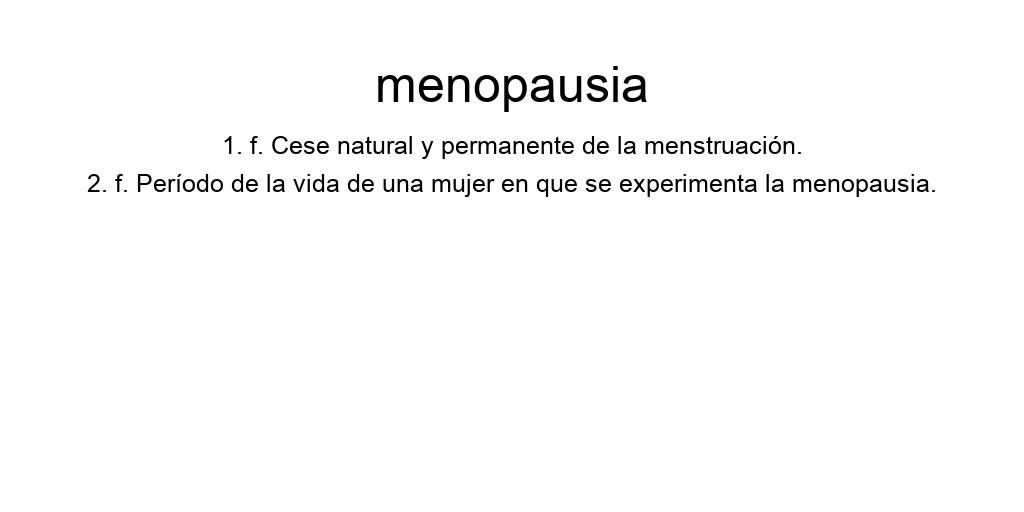 menopausia
1. f. Cese natural y permanente de la menstruación.
2. f. Período de la vida de una mujer en que se experimenta la menopausia.